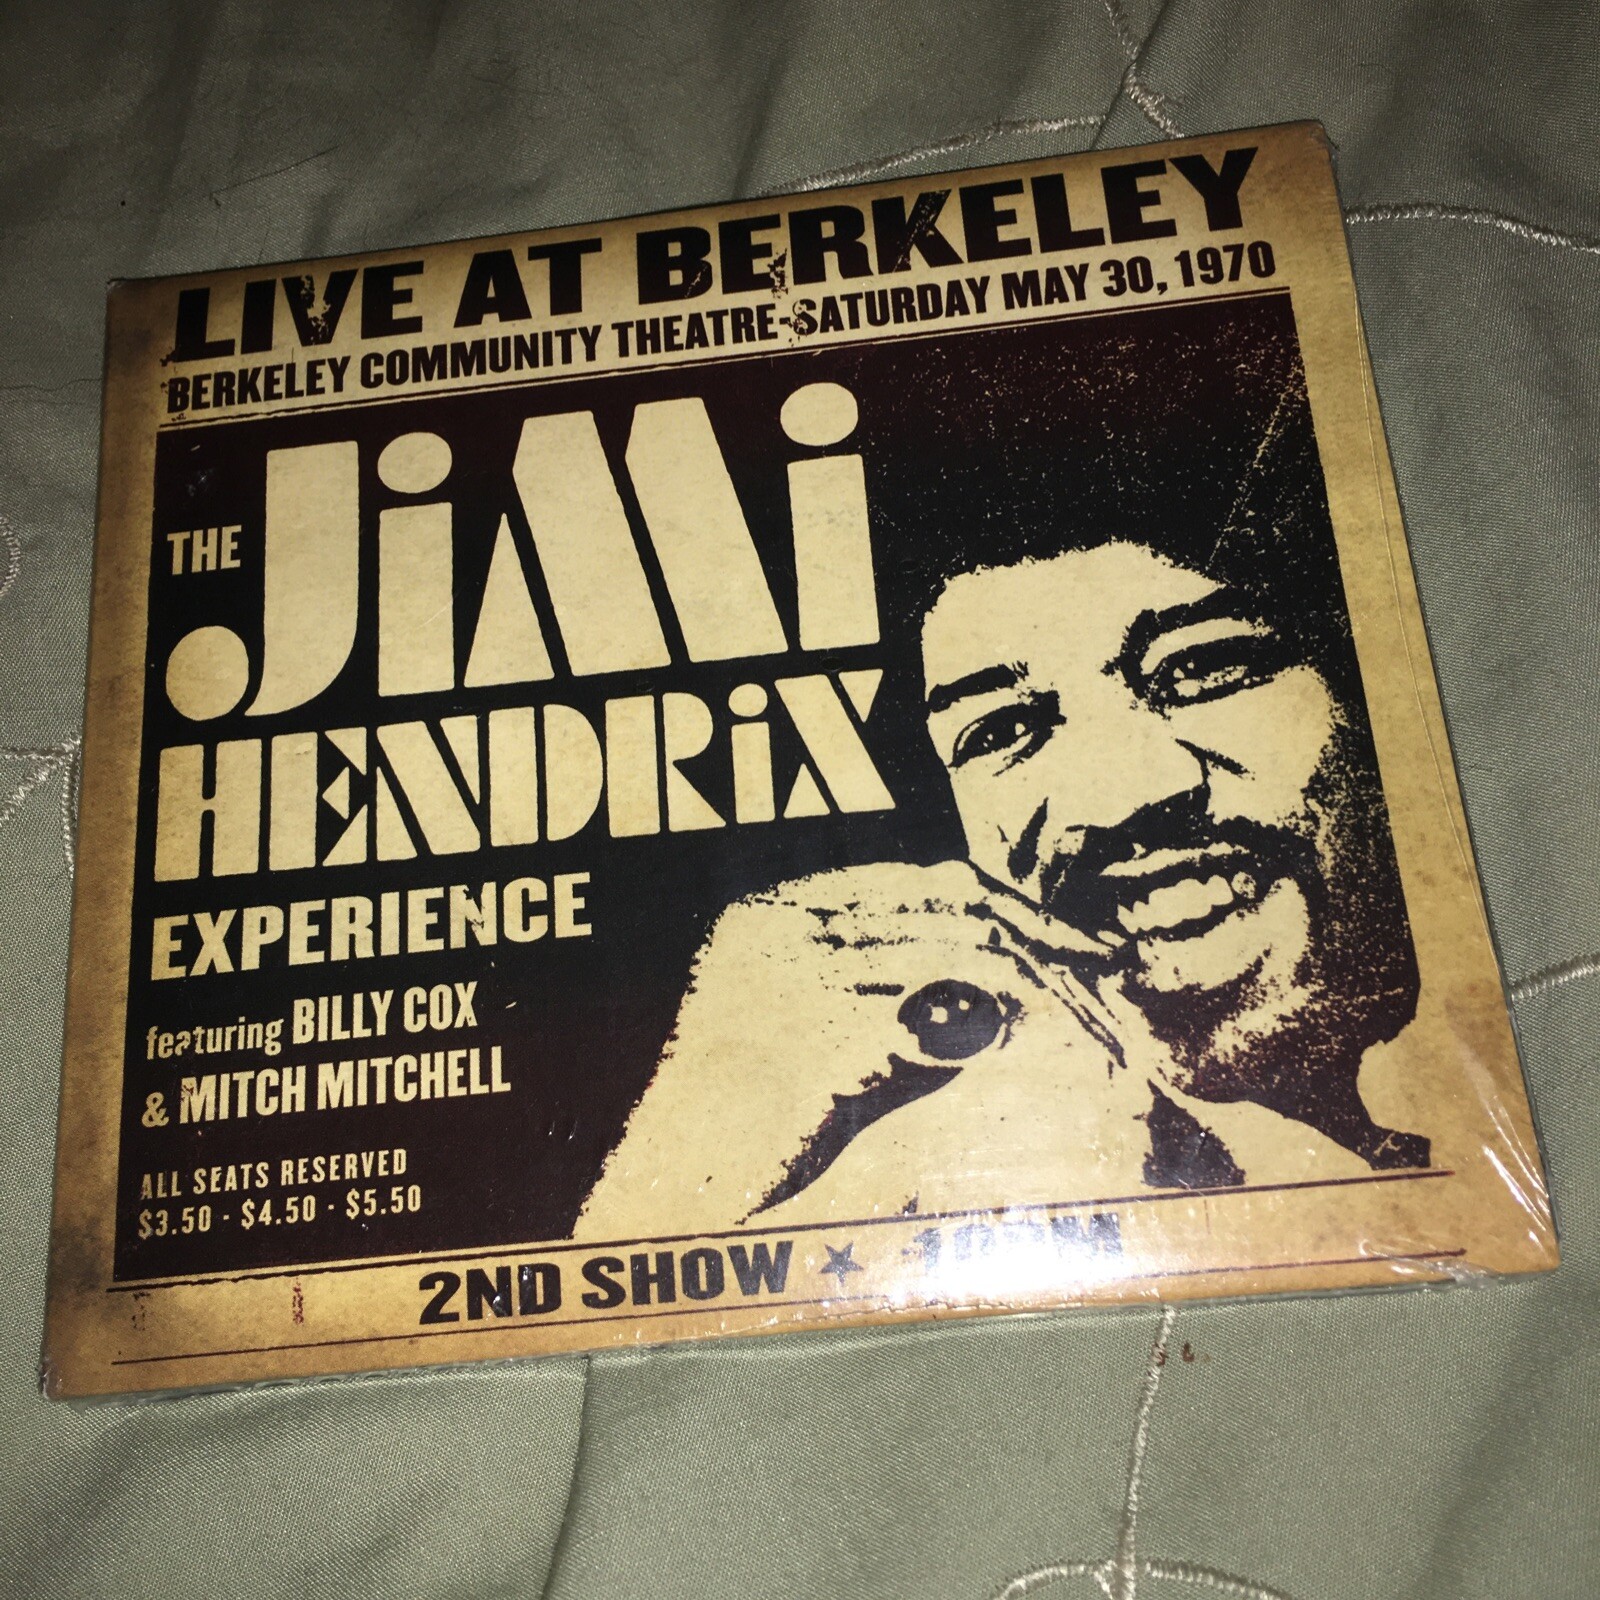 LIVE AT BERKELEY
BERKELEY COMMUNITY THEATRE-SATURDAY MAY 30, 1970
THE
JiMi
HENDRiX
EXPERIENCE
featuring BILLY COX
& MITCH MITCHELL
ALL SEATS RESERVED
$3.50 - $4.50 - $5.50
2ND SHOW ★ 10PM